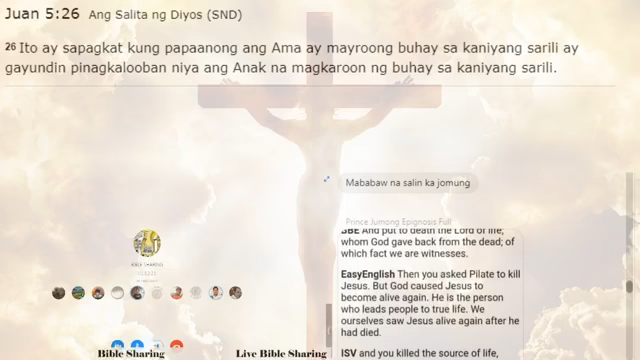 Juan 5:26 Ang Salita ng Diyos (SND)
26 Ito ay sapagkat kung papaanong ang Ama ay mayroong buhay sa kaniyang sarili ay
gayundin pinagkalooban niya ang Anak na magkaroon ng buhay sa kaniyang sarili.
Mababaw na salin ka jomung
Prince Jumong Epignosis Full
BBE And put to death the Lord of life,
whom God gave back from the dead; of
which fact we are witnesses.
EasyEnglish Then you asked Pilate to kill
Jesus. But God caused Jesus to
become alive again. He is the person
who leads people to true life. We
ourselves saw Jesus alive again after he
had died.
ISV and you killed the source of life,
Bible Sharing
Live Bible Sharing